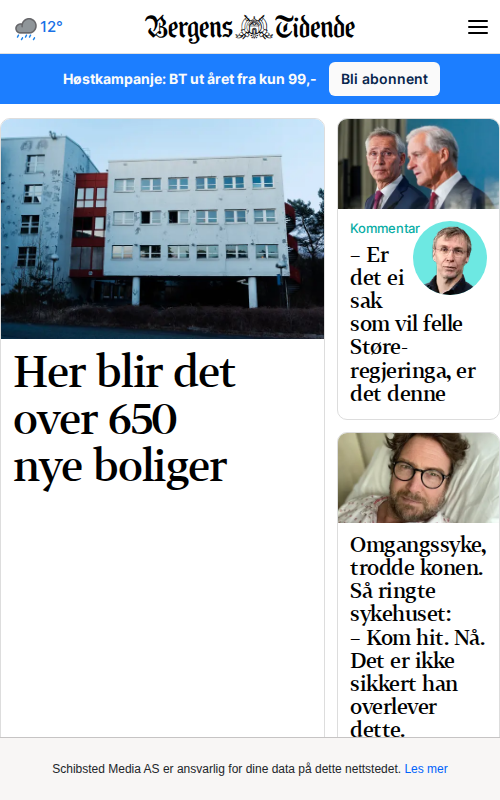 12°
Bergens Tidende
Høstkampanje: BT ut året fra kun 99,-
Bli abonnent
Her blir det
over 650
nye boliger
Kommentar
– Er
det ei
sak
som vil felle
Støre-
regjeringa, er
det denne
Omgangssyke,
trodde konen.
Så ringte
sykehuset:
– Kom hit. Nå.
Det er ikke
sikkert han
overlever
dette.
Schibsted Media AS er ansvarlig for dine data på dette nettstedet. Les mer